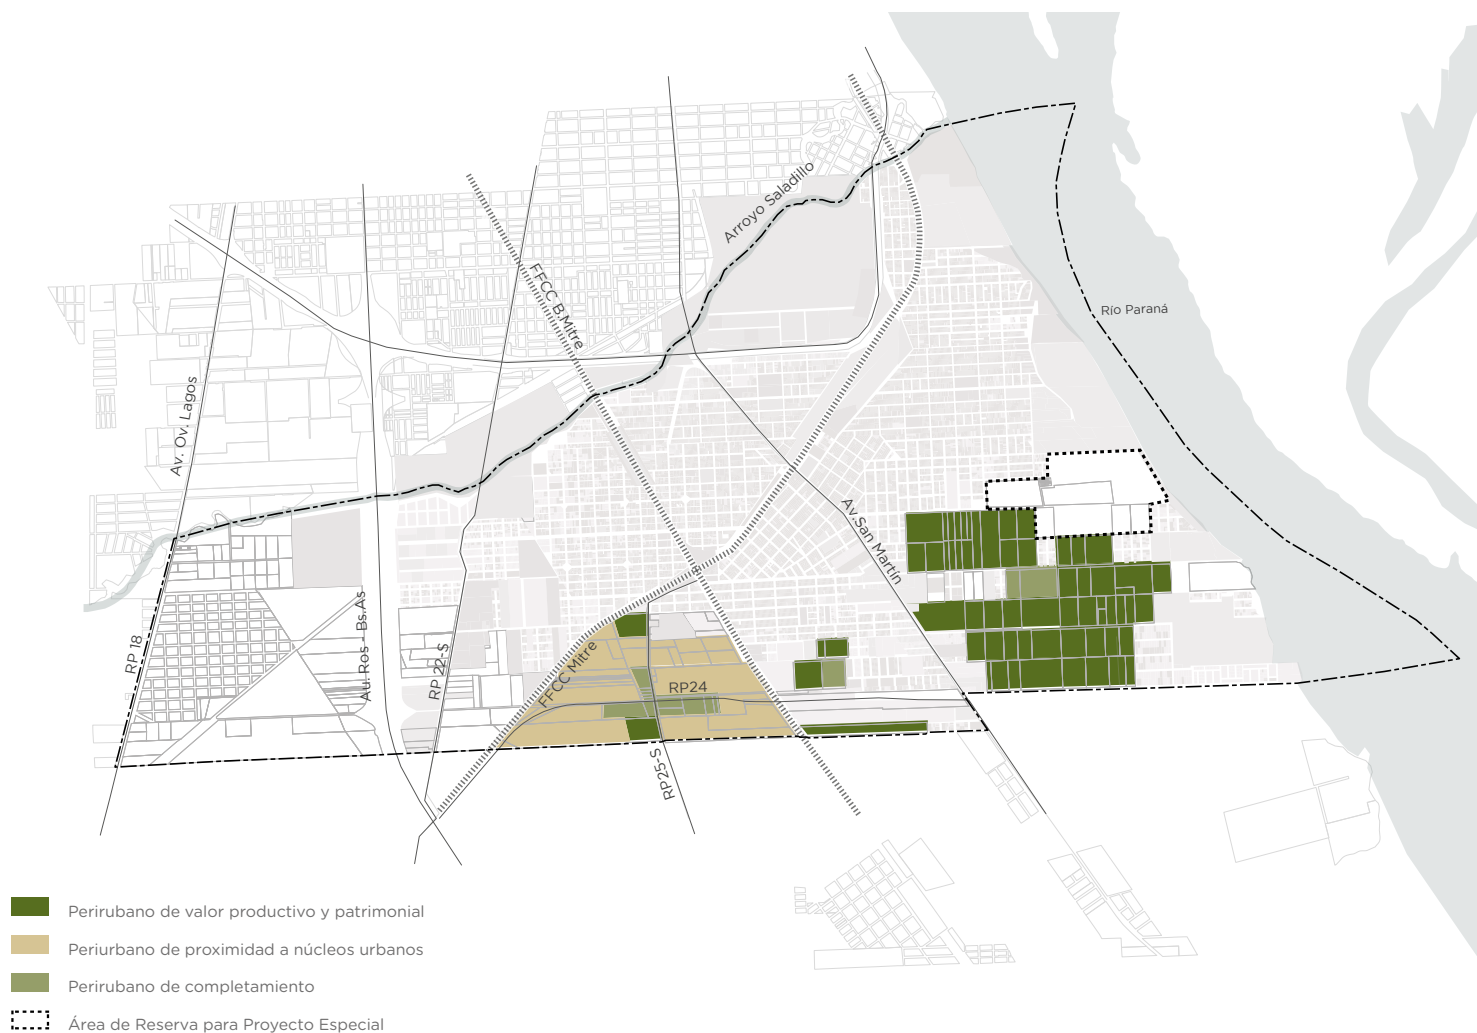 Arroyo Saladillo
FFCC B.Mitre
Río Paraná
Av. Ov. Lagos
Av.San Martín
Au.Ros - Bs.As
RP 18
RP 22-S
FFCC Mitre
RP24
RP25-S
Perirubano de valor productivo y patrimonial
Periurbano de proximidad a núcleos urbanos
Perirubano de completamiento
Área de Reserva para Proyecto Especial